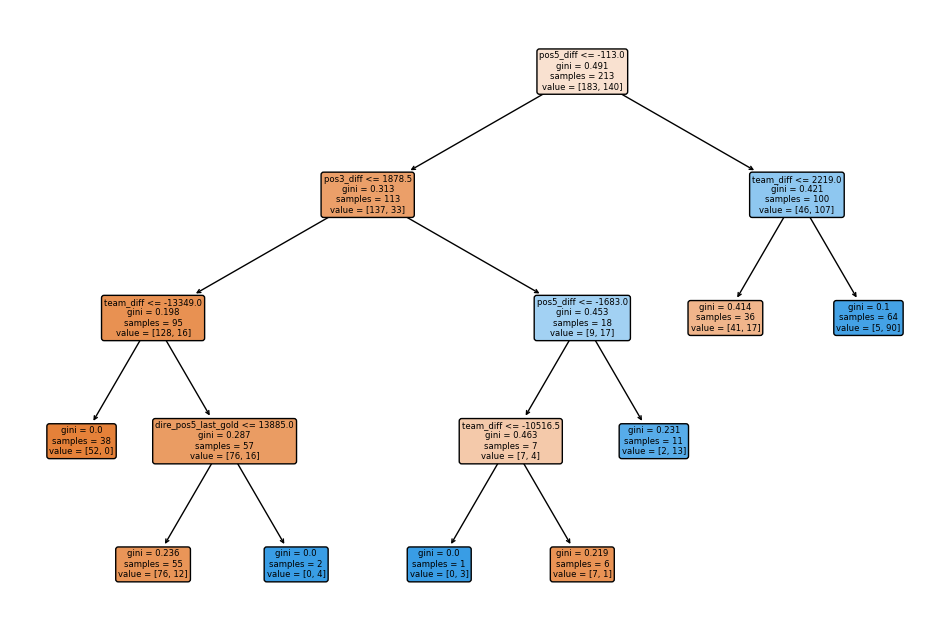 pos5_diff <= -113.0
gini = 0.491
samples = 213
value = [183, 140]
pos3_diff <= 1878.5
gini = 0.313
samples = 113
value = [137, 33]
team_diff <= 2219.0
gini = 0.421
samples = 100
value = [46, 107]
team_diff <= -13349.0
gini = 0.198
samples = 95
value = [128, 16]
pos5_diff <= -1683.0
gini = 0.453
samples = 18
value = [9, 17]
gini = 0.414
samples = 36
value = [41, 17]
gini = 0.1
samples = 64
value = [5, 90]
gini = 0.0
samples = 38
value = [52, 0]
dire_pos5_last_gold <= 13885.0
gini = 0.287
samples = 57
value = [76, 16]
team_diff <= -10516.5
gini = 0.463
samples = 7
value = [7, 4]
gini = 0.231
samples = 11
value = [2, 13]
gini = 0.236
samples = 55
value = [76, 12]
gini = 0.0
samples = 2
value = [0, 4]
gini = 0.0
samples = 1
value = [0, 3]
gini = 0.219
samples = 6
value = [7, 1]